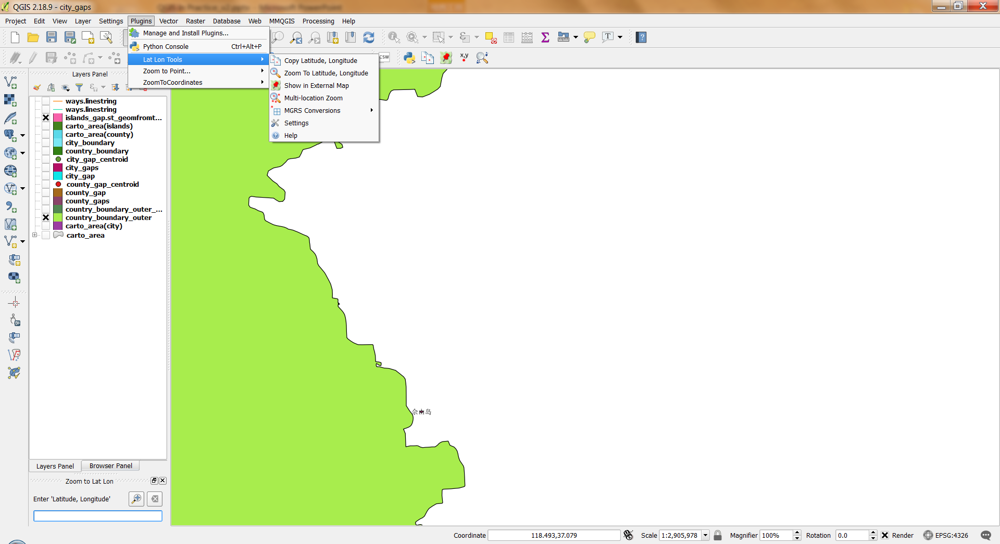 QGIS 2.18.9 - city_gaps
Project Edit View Layer Settings Plugins Vector Raster Database Web MMQGIS Processing Help
Manage and Install Plugins...
Python Console Ctrl+Alt+P
Lat Lon Tools
Zoom to Point...
ZoomToCoordinates
Copy Latitude, Longitude
Zoom To Latitude, Longitude
Show in External Map
Multi-location Zoom
MGRS Conversions
Settings
Help
CSW
x,y
Layers Panel
ways.linestring
ways.linestring
islands_gap.st_geomfromt...
carto_area(islands)
carto_area(county)
city_boundary
country_boundary
city_gap_centroid
city_gaps
city_gap
county_gap_centroid
county_gap
county_gaps
country_boundary_outer_...
country_boundary_outer
carto_area(city)
carto_area
Layers Panel Browser Panel
Zoom to Lat Lon
Enter 'Latitude, Longitude'
Coordinate 118.493,37.079 Scale 1:2,905,978 Magnifier 100% Rotation 0.0 Render EPSG:4326